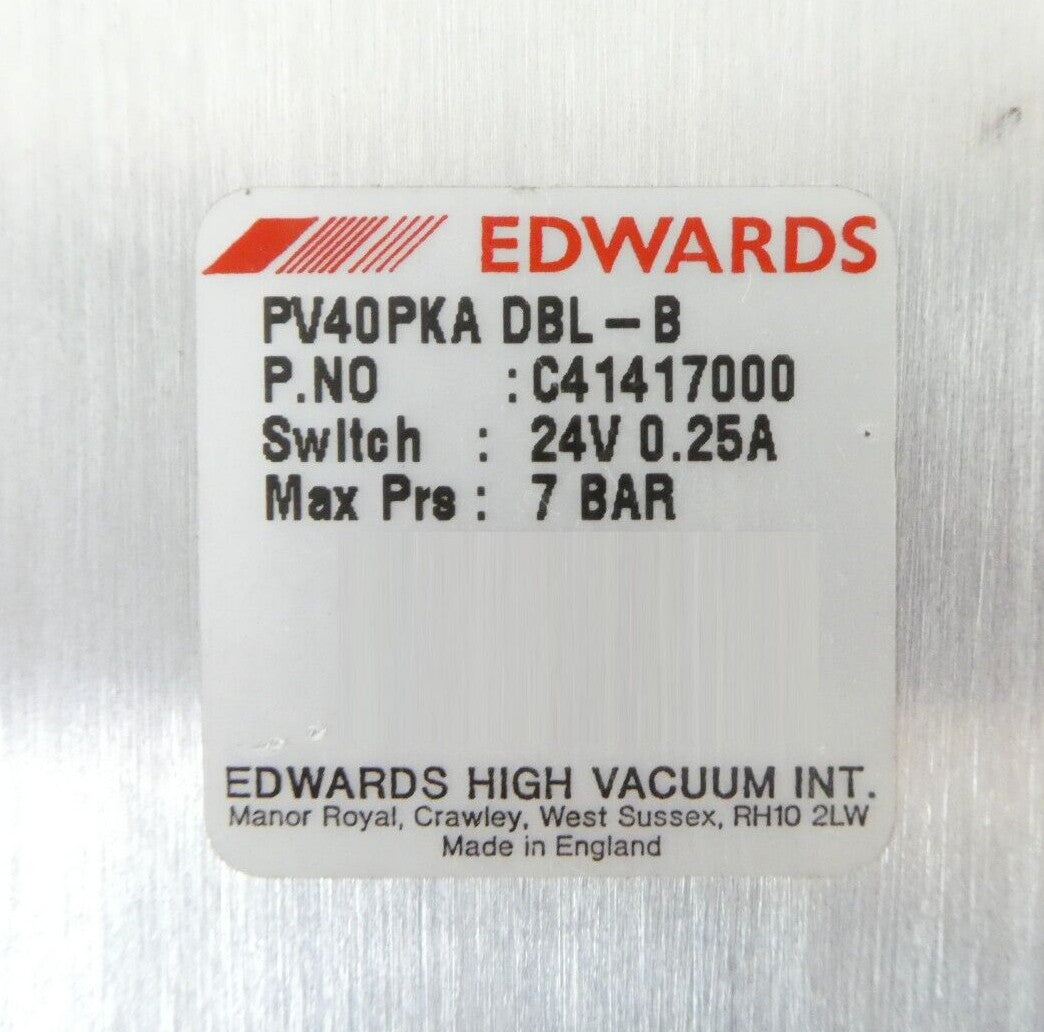 EDWARDS
PV40PKA DBL-B
P.NO : C41417000
Switch : 24V 0.25A
Max Prs : 7 BAR
EDWARDS HIGH VACUUM INT.
Manor Royal, Crawley, West Sussex, RH10 2LW
Made in England